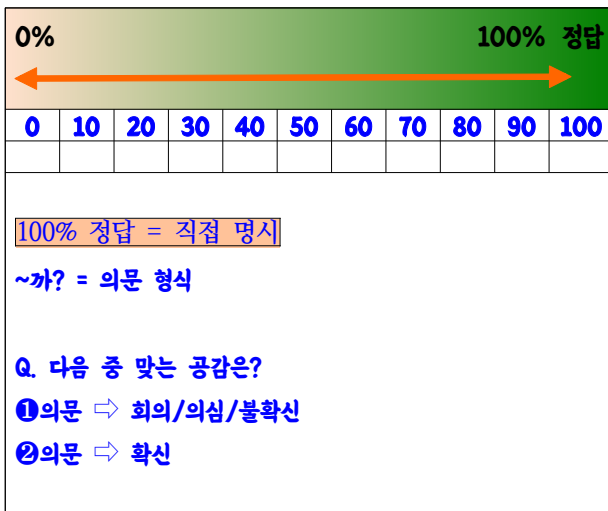 0% 100% 정답
0 10 20 30 40 50 60 70 80 90 100
100% 정답 = 직접 명시
~까? = 의문 형식
Q. 다음 중 맞는 공감은?
❶의문 ⇨ 회의/의심/불확신
❷의문 ⇨ 확신